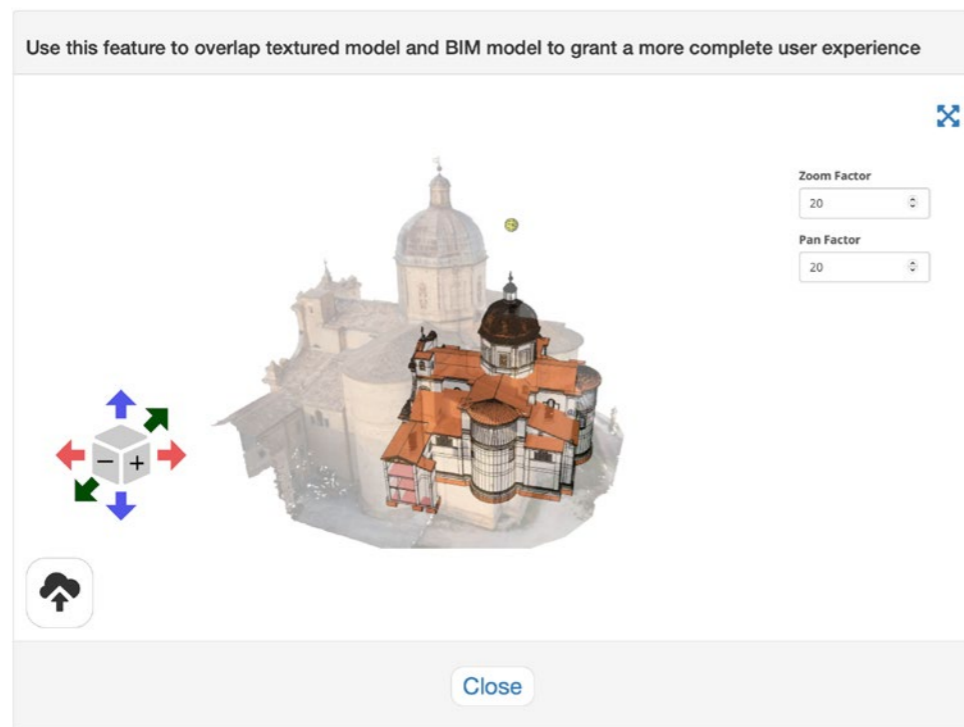 Use this feature to overlap textured model and BIM model to grant a more complete user experience
Zoom Factor
20
Pan Factor
20
− +
Close